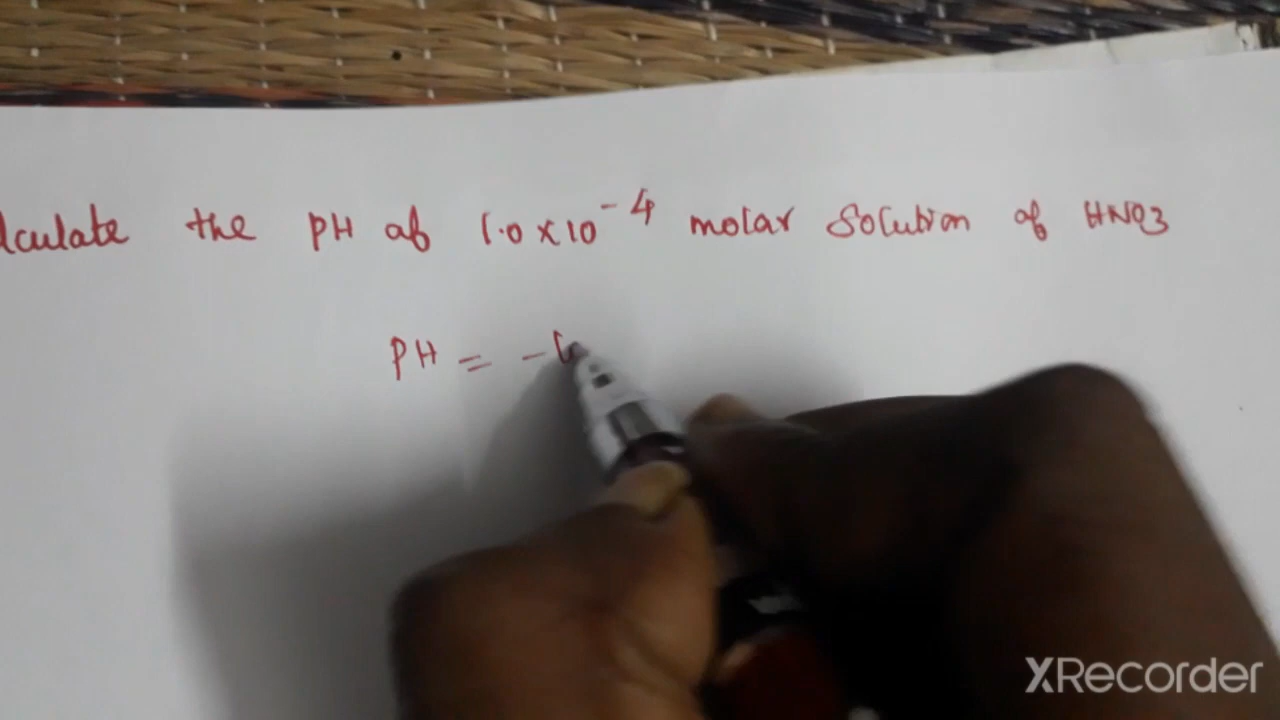 lculate the PH of 1.0 x 10⁻⁴ molar Solution of HNO3
PH = -l
XRecorder